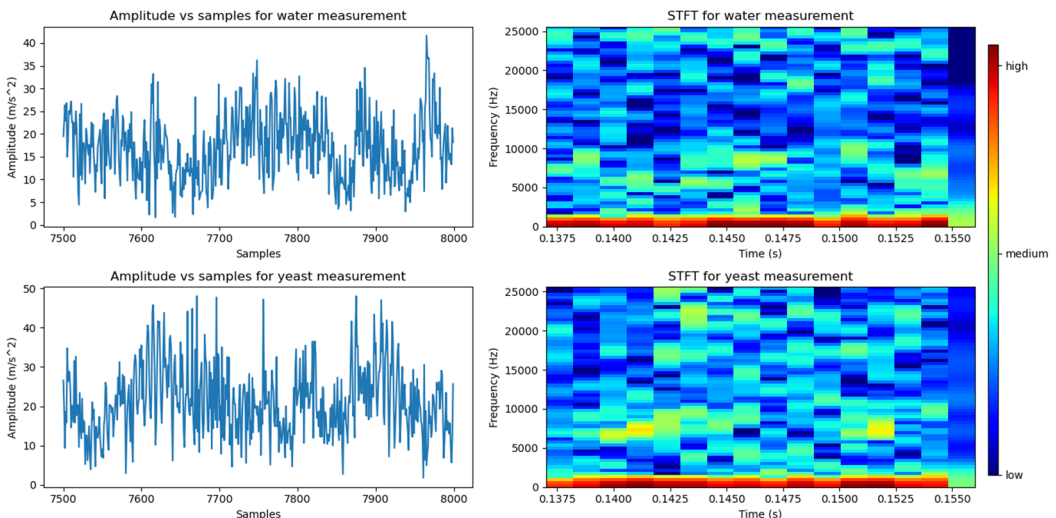 Amplitude vs samples for water measurement
40
35
30
25
20
15
10
5
0
Amplitude (m/s^2)
7500 7600 7700 7800 7900 8000
Samples
STFT for water measurement
25000
20000
15000
10000
5000
0
Frequency (Hz)
0.1375 0.1400 0.1425 0.1450 0.1475 0.1500 0.1525 0.1550
Time (s)
Amplitude vs samples for yeast measurement
50
40
30
20
10
0
Amplitude (m/s^2)
7500 7600 7700 7800 7900 8000
Samples
STFT for yeast measurement
25000
20000
15000
10000
5000
0
Frequency (Hz)
0.1375 0.1400 0.1425 0.1450 0.1475 0.1500 0.1525 0.1550
Time (s)
high
medium
low